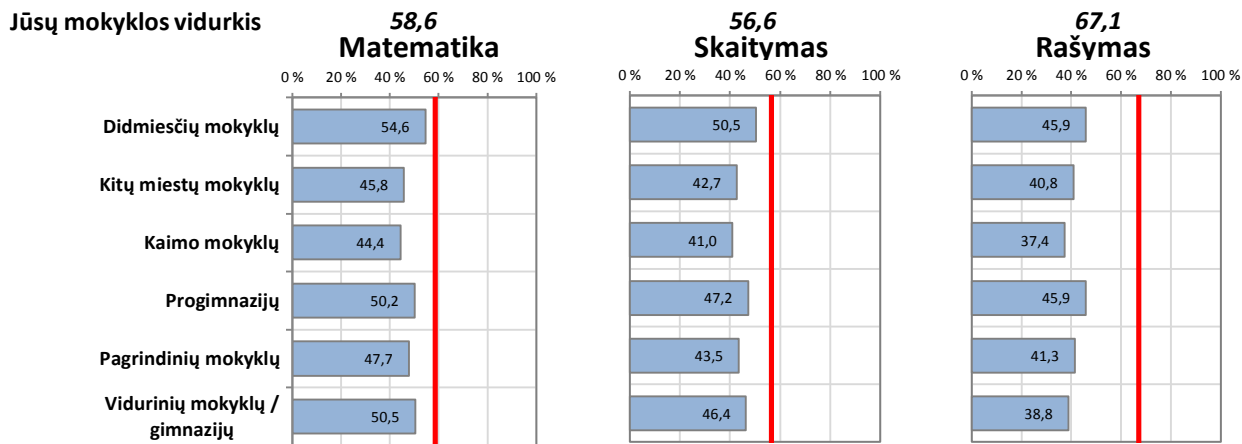 Jūsų mokyklos vidurkis 58,6 56,6 67,1
Matematika Skaitymas Rašymas
0 % 20 % 40 % 60 % 80 % 100 % 0 % 20 % 40 % 60 % 80 % 100 % 0 % 20 % 40 % 60 % 80 % 100 %
Didmiesčių mokyklų 54,6 50,5 45,9
Kitų miestų mokyklų 45,8 42,7 40,8
Kaimo mokyklų 44,4 41,0 37,4
Progimnazijų 50,2 47,2 45,9
Pagrindinių mokyklų 47,7 43,5 41,3
Vidurinių mokyklų /
gimnazijų 50,5 46,4 38,8